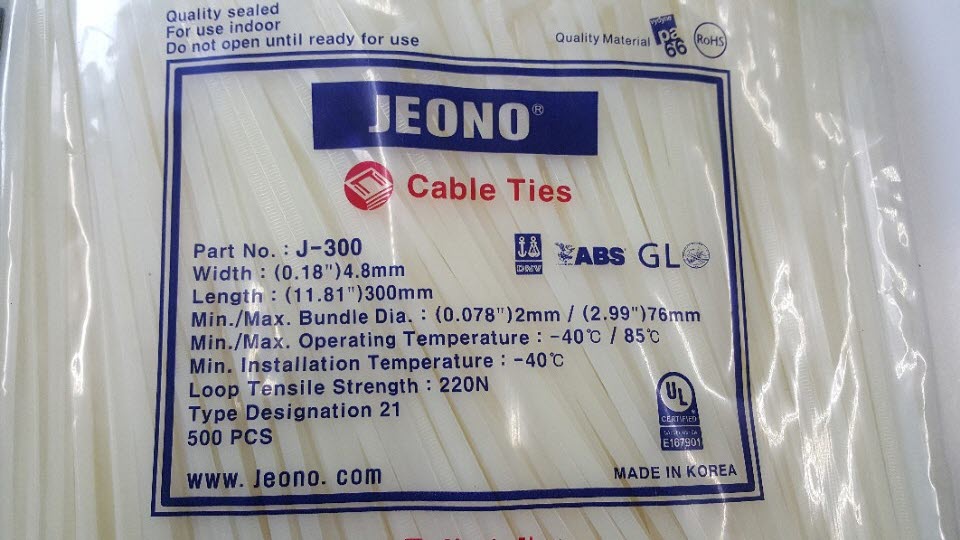 Quality sealed
For use indoor
Do not open until ready for use
Quality Material
pa
66
RoHS
JEONO®
Cable Ties
Part No. : J-300
Width : (0.18")4.8mm
Length : (11.81")300mm
Min./Max. Bundle Dia. : (0.078")2mm / (2.99")76mm
Min./Max. Operating Temperature : -40℃ / 85℃
Min. Installation Temperature : -40℃
Loop Tensile Strength : 220N
Type Designation 21
500 PCS
www. Jeono. com
DNV
ABS
GL
UL
CERTIFIED
E167901
MADE IN KOREA